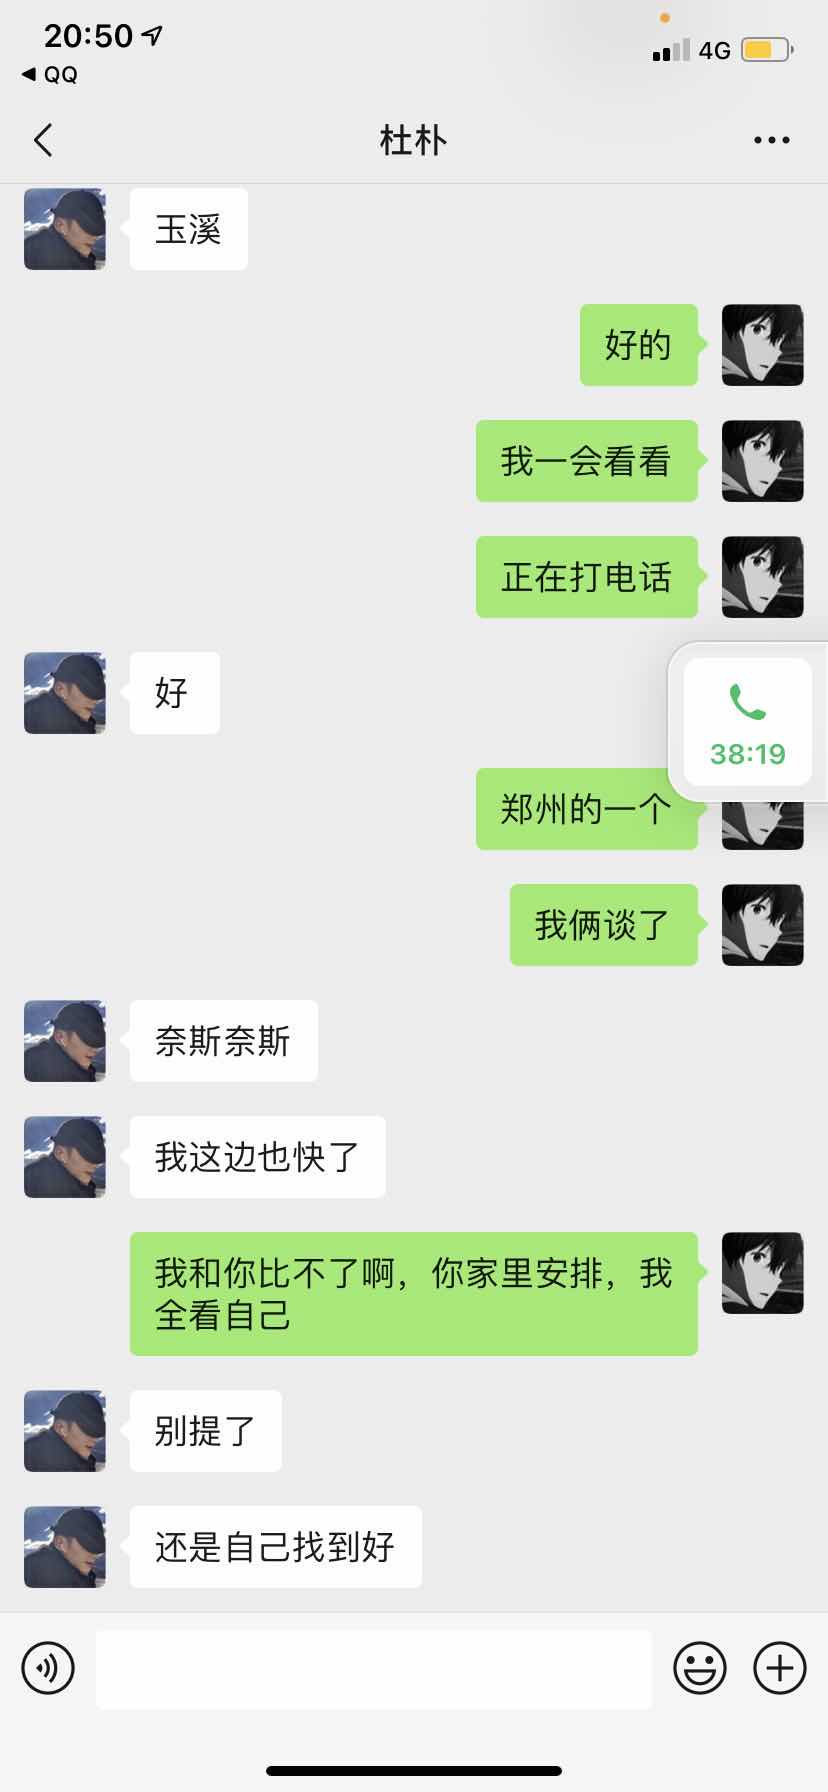 20:50
4G
QQ
杜朴
玉溪
好的
我一会看看
正在打电话
好
38:19
郑州的一个
我俩谈了
奈斯奈斯
我这边也快了
我和你比不了啊，你家里安排，我
全看自己
别提了
还是自己找到好